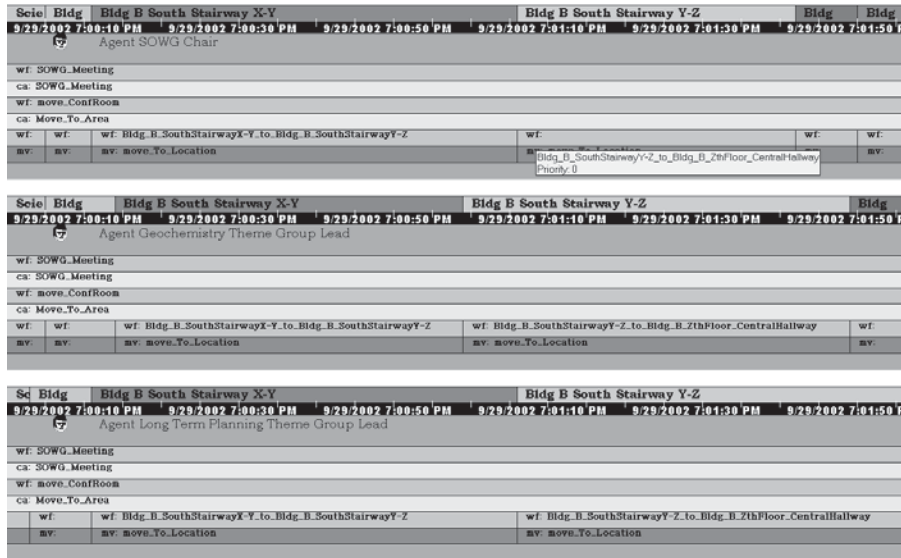 Scie Bldg Bldg B South Stairway X-Y Bldg B South Stairway Y-Z Bldg Bldg
9/29/2002 7:00:10 PM 9/29/2002 7:00:30 PM 9/29/2002 7:00:50 PM 9/29/2002 7:01:10 PM 9/29/2002 7:01:30 PM 9/29/2002 7:01:50 P
Agent SOWG Chair
wf: SOWG_Meeting
ca: SOWG_Meeting
wf: move_ConfRoom
ca: Move_To_Area
wf: wf: wf: Bldg_B_SouthStairwayX-Y_to_Bldg_B_SouthStairwayY-Z wf: wf: wf:
mv: mv: mv: move_To_Location mv: move_To_Location mv: mv:
Bldg_B_SouthStairwayY-Z_to_Bldg_B_ZthFloor_CentralHallway
Priority: 0
Scie Bldg Bldg B South Stairway X-Y Bldg B South Stairway Y-Z Bldg
9/29/2002 7:00:10 PM 9/29/2002 7:00:30 PM 9/29/2002 7:00:50 PM 9/29/2002 7:01:10 PM 9/29/2002 7:01:30 PM 9/29/2002 7:01:50 P
Agent Geochemistry Theme Group Lead
wf: SOWG_Meeting
ca: SOWG_Meeting
wf: move_ConfRoom
ca: Move_To_Area
wf: wf: wf: Bldg_B_SouthStairwayX-Y_to_Bldg_B_SouthStairwayY-Z wf: Bldg_B_SouthStairwayY-Z_to_Bldg_B_ZthFloor_CentralHallway wf:
mv: mv: mv: move_To_Location mv: move_To_Location mv:
Sc Bldg Bldg B South Stairway X-Y Bldg B South Stairway Y-Z
9/29/2002 7:00:10 PM 9/29/2002 7:00:30 PM 9/29/2002 7:00:50 PM 9/29/2002 7:01:10 PM 9/29/2002 7:01:30 PM 9/29/2002 7:01:50 P
Agent Long Term Planning Theme Group Lead
wf: SOWG_Meeting
ca: SOWG_Meeting
wf: move_ConfRoom
ca: Move_To_Area
wf: wf: Bldg_B_SouthStairwayX-Y_to_Bldg_B_SouthStairwayY-Z wf: Bldg_B_SouthStairwayY-Z_to_Bldg_B_ZthFloor_CentralHallway
mv: mv: move_To_Location mv: move_To_Location